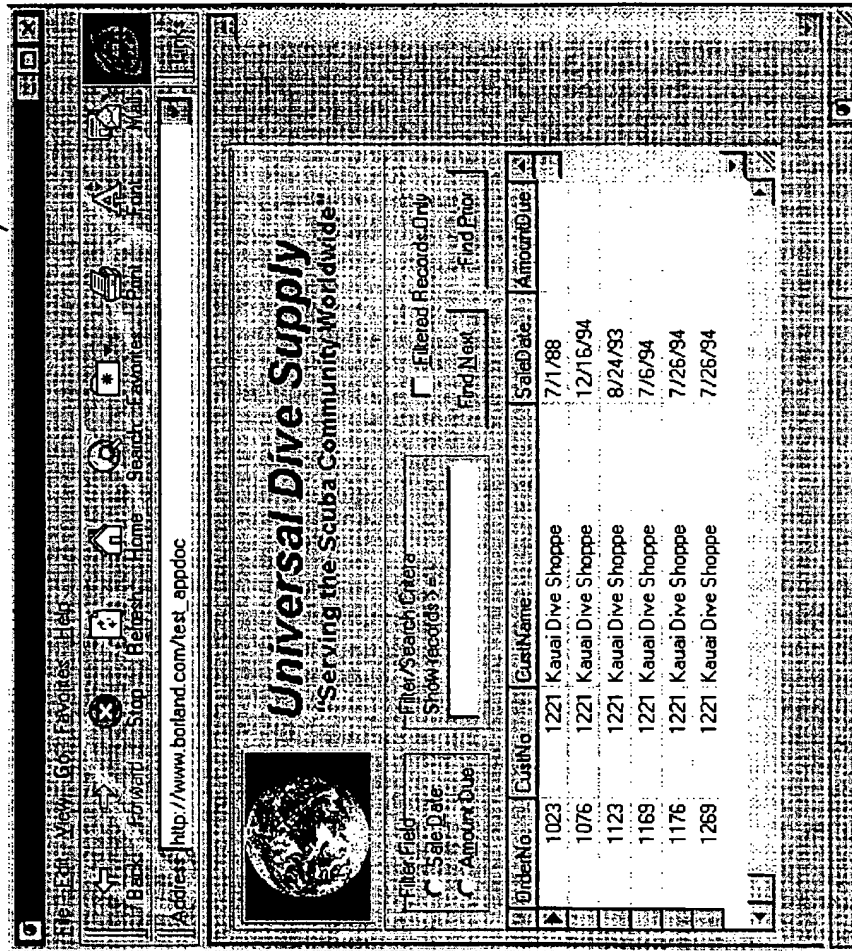 File Edit View Go Favorites Help
Back Forward Stop Refresh Home Search Favorites Print Font Mail
Address http://www.borland.com/test_appdoc Links
Universal Dive Supply
"Serving the Scuba Community Worldwide"
Filter Field
Sale Date
Amount Due
Filter/Search Criteria
Show records >=
Filtered Records Only
Find Next Find Prior
OrderNo CustNo CustName SaleDate AmountDue
1023 1221 Kauai Dive Shoppe 7/1/88
1076 1221 Kauai Dive Shoppe 12/16/94
1123 1221 Kauai Dive Shoppe 8/24/93
1169 1221 Kauai Dive Shoppe 7/6/94
1176 1221 Kauai Dive Shoppe 7/26/94
1269 1221 Kauai Dive Shoppe 7/26/94